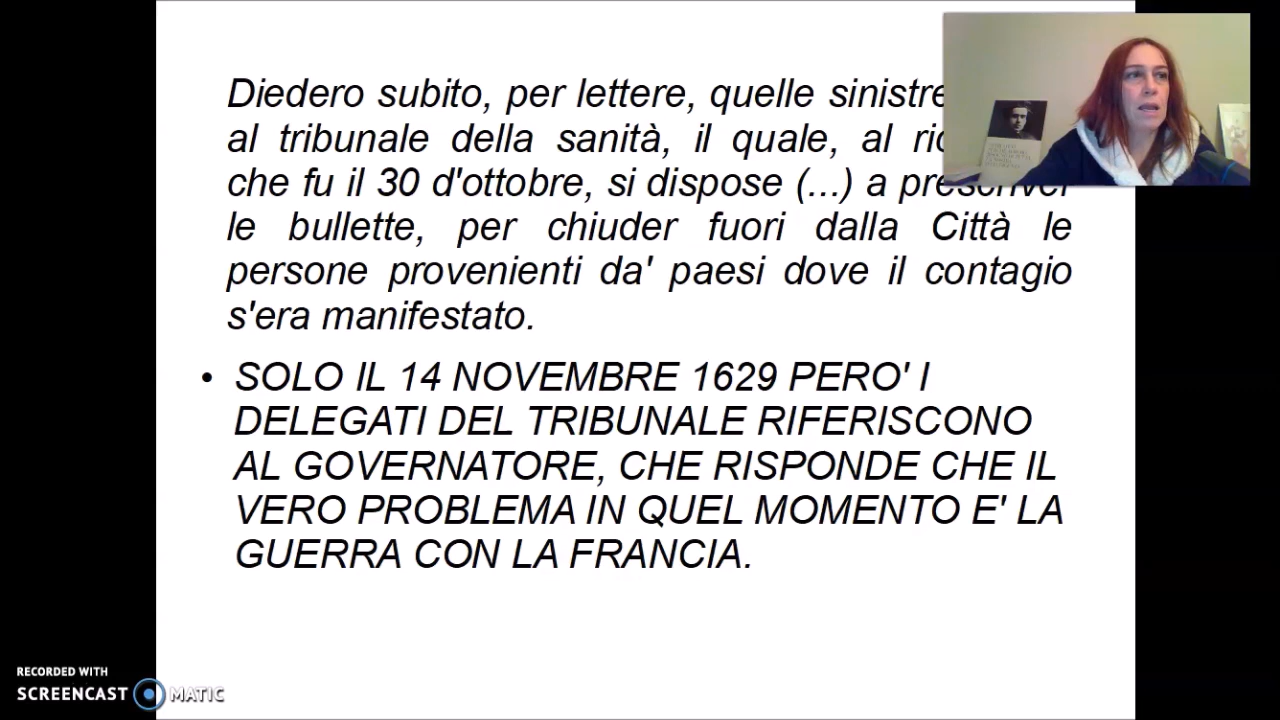 Diedero subito, per lettere, quelle sinistre
al tribunale della sanità, il quale, al
che fu il 30 d'ottobre, si dispose (...) a prescriver
le bullette, per chiuder fuori dalla Città le
persone provenienti da' paesi dove il contagio
s'era manifestato.
• SOLO IL 14 NOVEMBRE 1629 PERO' I
DELEGATI DEL TRIBUNALE RIFERISCONO
AL GOVERNATORE, CHE RISPONDE CHE IL
VERO PROBLEMA IN QUEL MOMENTO E' LA
GUERRA CON LA FRANCIA.
RECORDED WITH
SCREENCAST MATIC